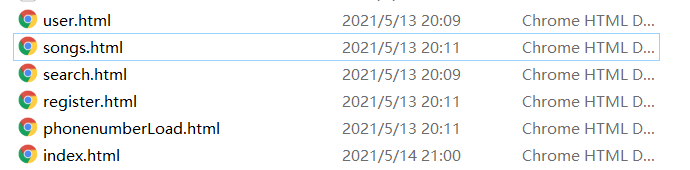 user.html 2021/5/13 20:09 Chrome HTML D...
songs.html 2021/5/13 20:11 Chrome HTML D...
search.html 2021/5/13 20:09 Chrome HTML D...
register.html 2021/5/13 20:11 Chrome HTML D...
phonenumberLoad.html 2021/5/13 20:11 Chrome HTML D...
index.html 2021/5/14 21:00 Chrome HTML D...